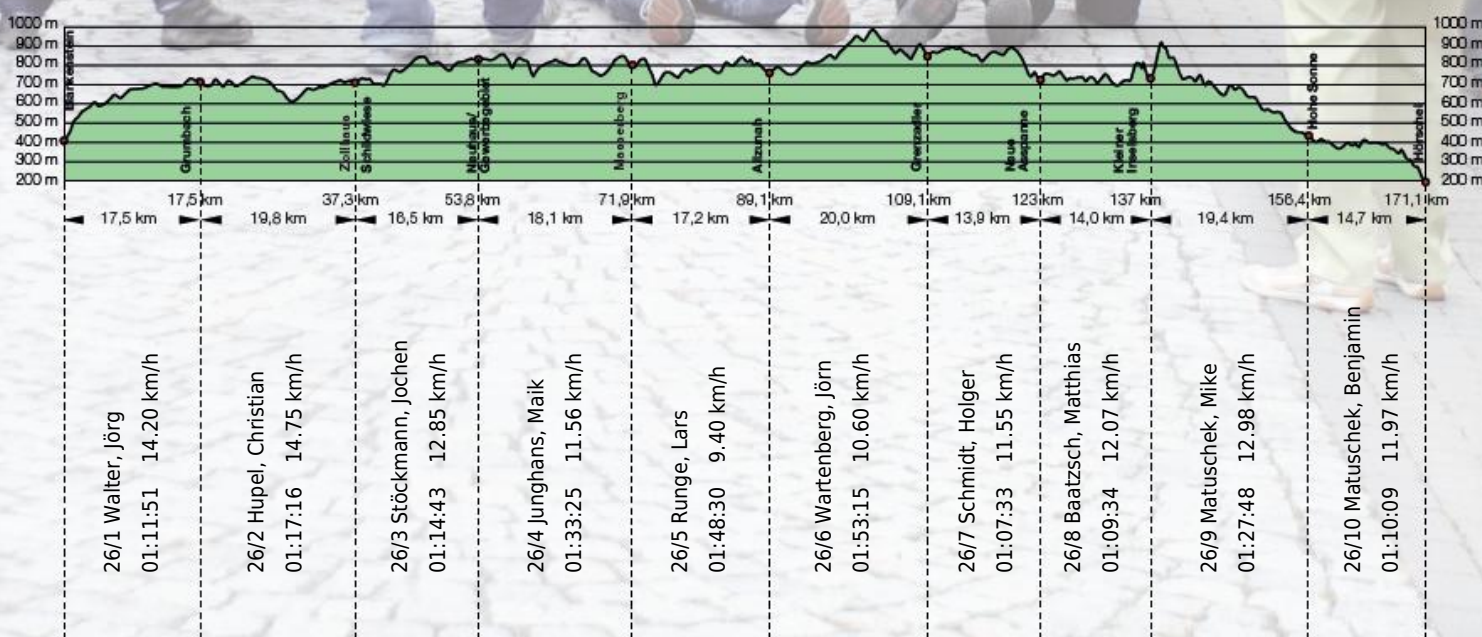 1000 m
900 m
800 m
700 m
600 m
500 m
400 m
300 m
200 m
1000 m
900 m
800 m
700 m
600 m
500 m
400 m
300 m
200 m
Blankenstein
Grumbach
Zollhaus
Schildwiese
Neuhaus/
Masserberg
Allzunah
Grenzadler
Neue
Ausspanne
Kleiner
Inselsberg
Hohe Sonne
Hörschel
17,5 km
37,3 km
53,8 km
71,9 km
89,1 km
109,1 km
123 km
137 km
156,4 km
171,1 km
17,5 km
19,8 km
16,5 km
18,1 km
17,2 km
20,0 km
13,9 km
14,0 km
19,4 km
14,7 km
26/1 Walter, Jörg
01:11:51 14.20 km/h
26/2 Hupel, Christian
01:17:16 14.75 km/h
26/3 Stöckmann, Jochen
01:14:43 12.85 km/h
26/4 Junghans, Maik
01:33:25 11.56 km/h
26/5 Runge, Lars
01:48:30 9.40 km/h
26/6 Wartenberg, Jörn
01:53:15 10.60 km/h
26/7 Schmidt, Holger
01:07:33 11.55 km/h
26/8 Baatzsch, Matthias
01:09:34 12.07 km/h
26/9 Matuschek, Mike
01:27:48 12.98 km/h
26/10 Matuschek, Benjamin
01:10:09 11.97 km/h